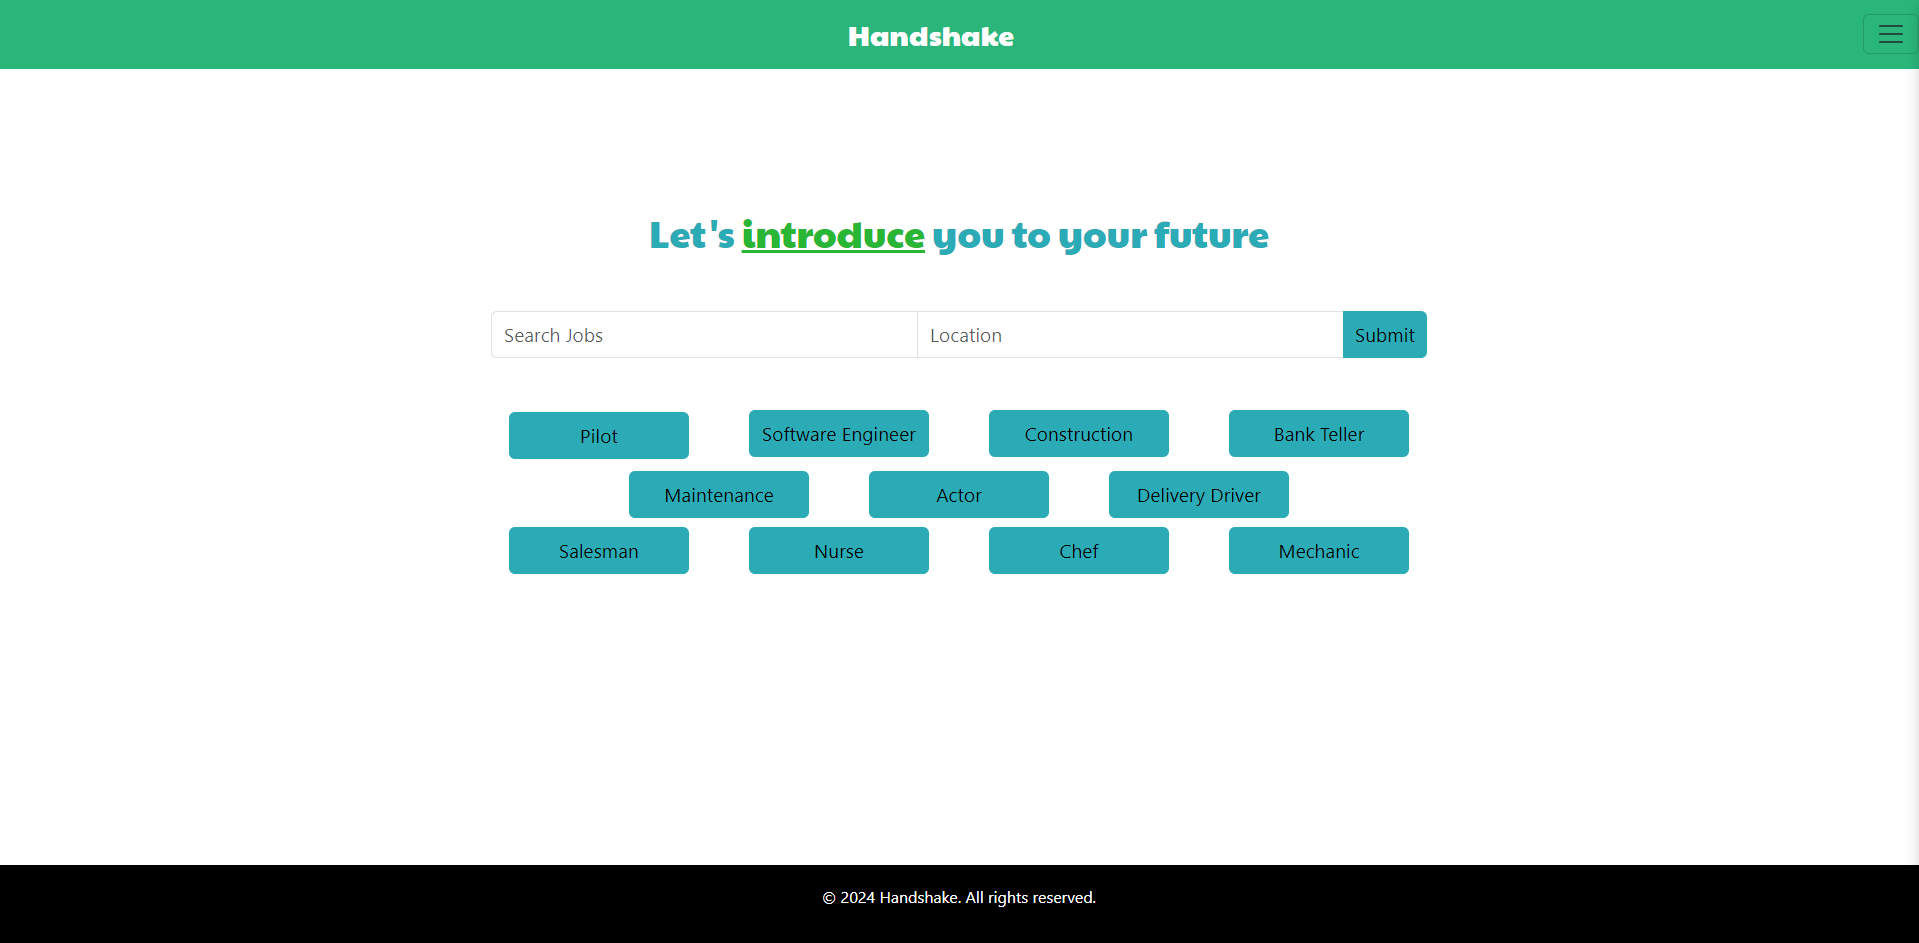 Handshake
Let's introduce you to your future
Search Jobs Location Submit
Pilot Software Engineer Construction Bank Teller
Maintenance Actor Delivery Driver
Salesman Nurse Chef Mechanic
© 2024 Handshake. All rights reserved.